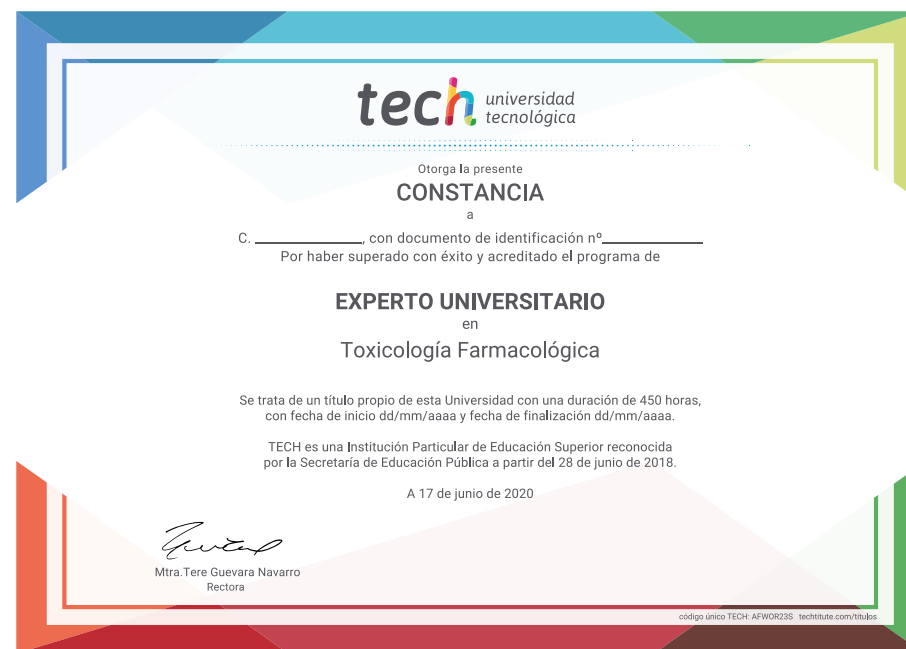 tech universidad
tecnológica
Otorga la presente
CONSTANCIA
a
C. ______________, con documento de identificación nº______________
Por haber superado con éxito y acreditado el programa de
EXPERTO UNIVERSITARIO
en
Toxicología Farmacológica
Se trata de un título propio de esta Universidad con una duración de 450 horas,
con fecha de inicio dd/mm/aaaa y fecha de finalización dd/mm/aaaa.
TECH es una Institución Particular de Educación Superior reconocida
por la Secretaría de Educación Pública a partir del 28 de junio de 2018.
A 17 de junio de 2020
Mtra.Tere Guevara Navarro
Rectora
código único TECH: AFWOR23S techtitute.com/titulos